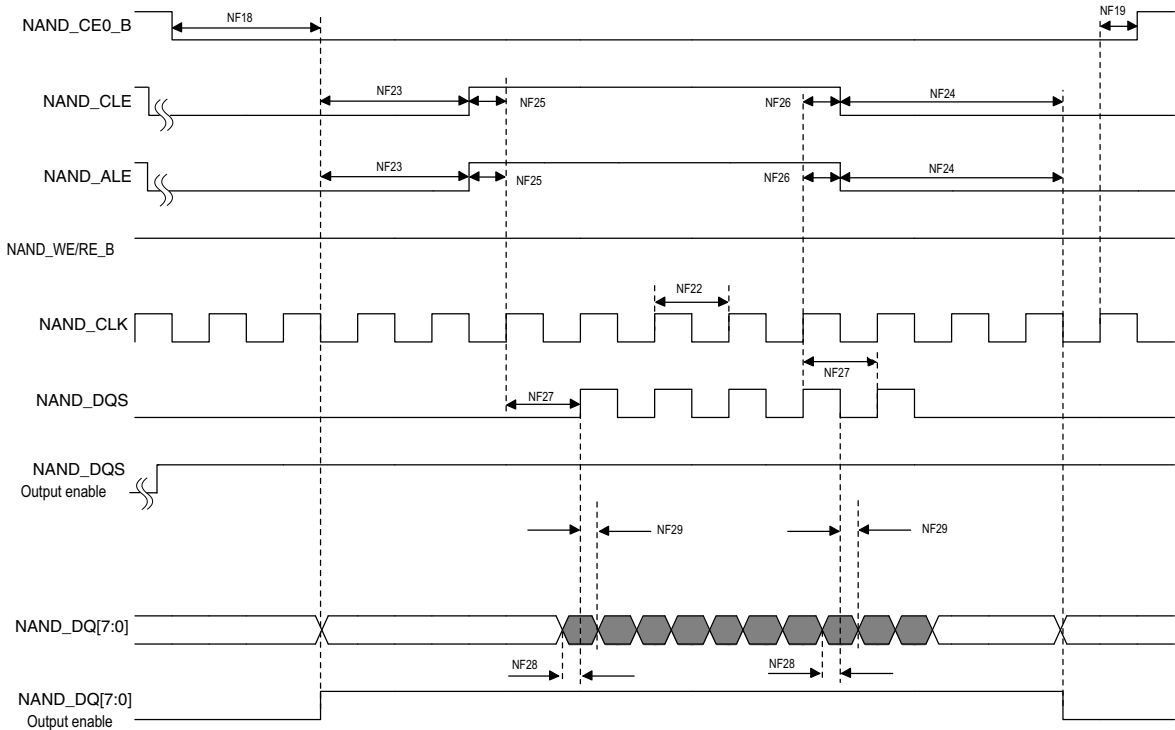 NAND_CE0_B
NF18
NF19
NAND_CLE
NF23
NF25
NF26
NF24
NAND_ALE
NF23
NF25
NF26
NF24
NAND_WE/RE_B
NAND_CLK
NF22
NF27
NAND_DQS
NF27
NAND_DQS
Output enable
NF29
NF29
NAND_DQ[7:0]
NF28
NF28
NAND_DQ[7:0]
Output enable